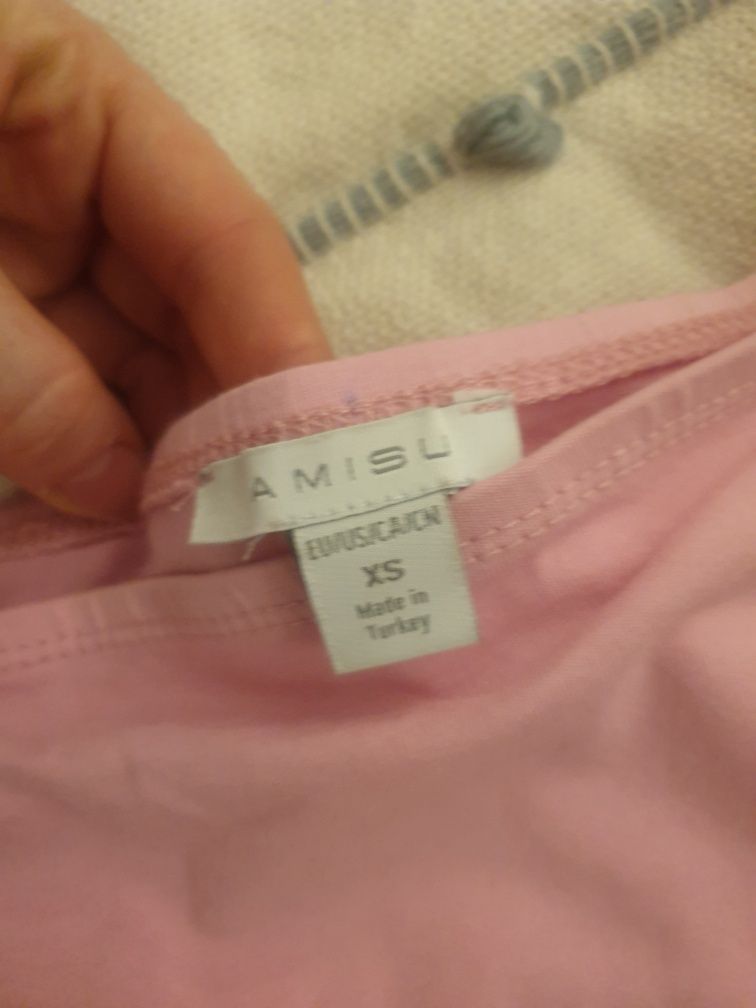 AMISU
EU/US/CA/CN
XS
Made in
Turkey